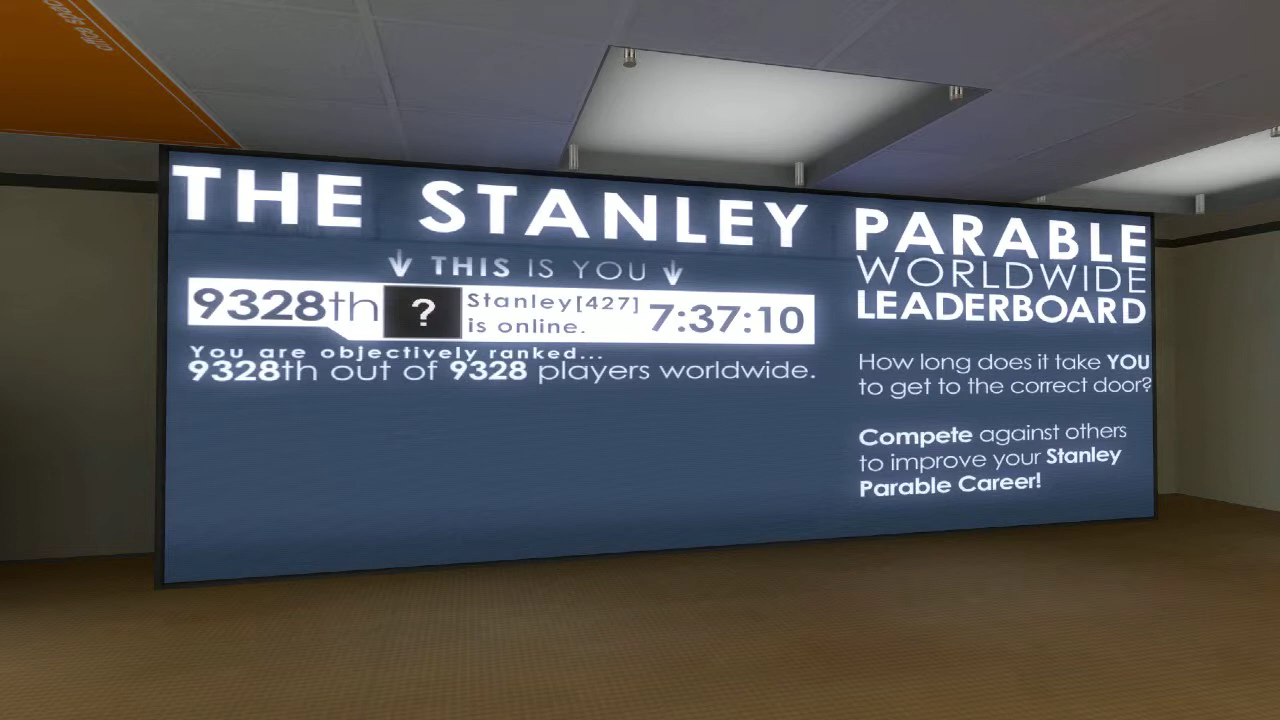 office space
THE STANLEY PARABLE
WORLDWIDE
LEADERBOARD
THIS IS YOU
9328th ? Stanley[427] is online. 7:37:10
You are objectively ranked...
9328th out of 9328 players worldwide.
How long does it take YOU
to get to the correct door?
Compete against others
to improve your Stanley
Parable Career!